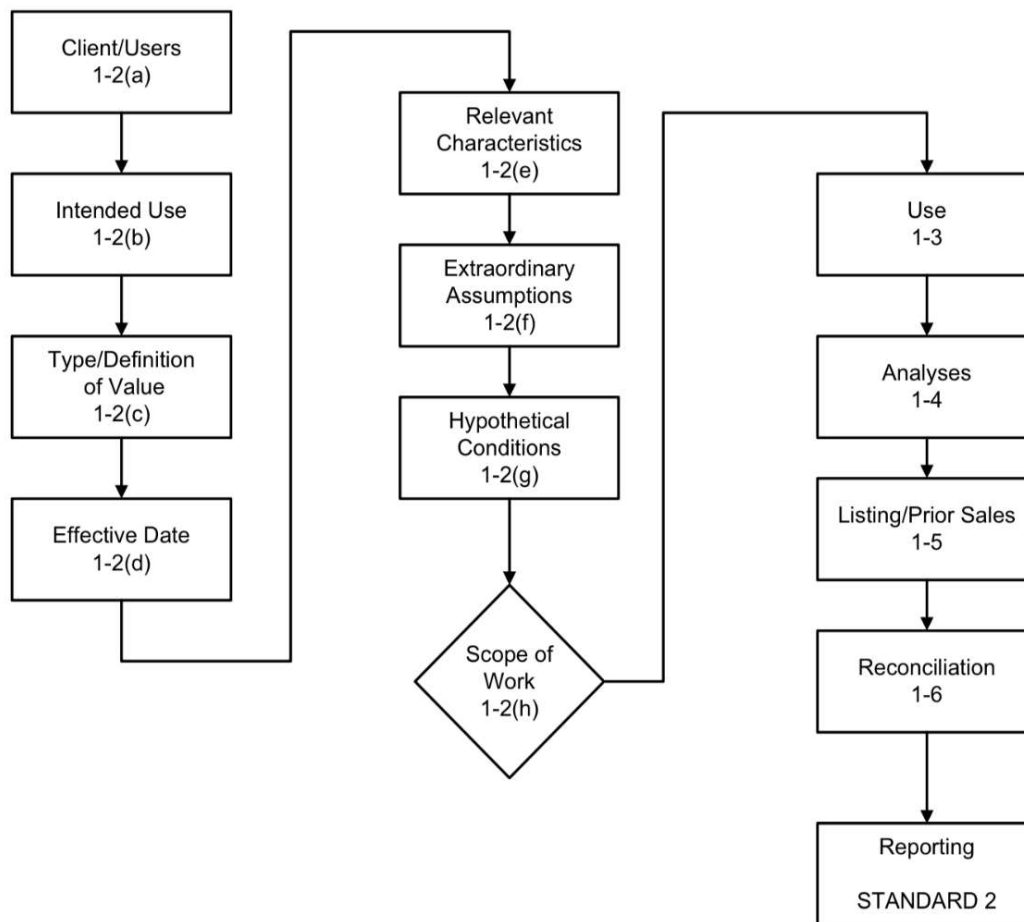 Client/Users
1-2(a)
Intended Use
1-2(b)
Type/Definition
of Value
1-2(c)
Effective Date
1-2(d)
Relevant
Characteristics
1-2(e)
Extraordinary
Assumptions
1-2(f)
Hypothetical
Conditions
1-2(g)
Scope of
Work
1-2(h)
Use
1-3
Analyses
1-4
Listing/Prior Sales
1-5
Reconciliation
1-6
Reporting
STANDARD 2